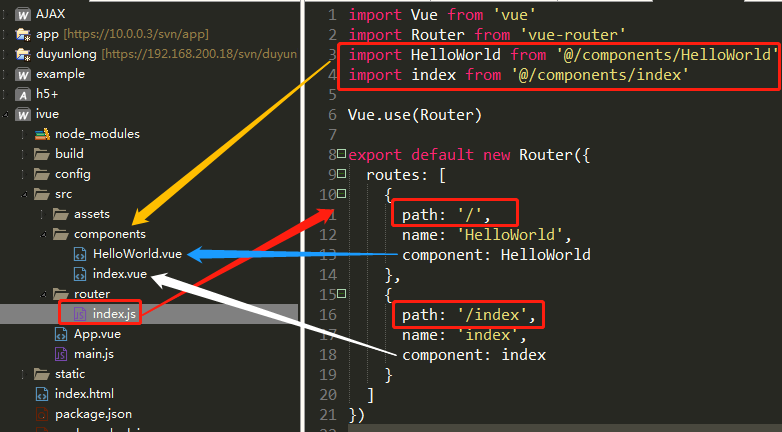 AJAX
app [https://10.0.0.3/svn/app]
duyunlong [https://192.168.200.18/svn/duyun
example
h5+
ivue
node_modules
build
config
src
assets
components
HelloWorld.vue
index.vue
router
index.js
App.vue
main.js
static
index.html
package.json
1 import Vue from 'vue'
2 import Router from 'vue-router'
3 import HelloWorld from '@/components/HelloWorld'
4 import index from '@/components/index'
5
6 Vue.use(Router)
7
8 export default new Router({
9 routes: [
10 {
11 path: '/',
12 name: 'HelloWorld',
13 component: HelloWorld
14 },
15 {
16 path: '/index',
17 name: 'index',
18 component: index
19 }
20 ]
21 })